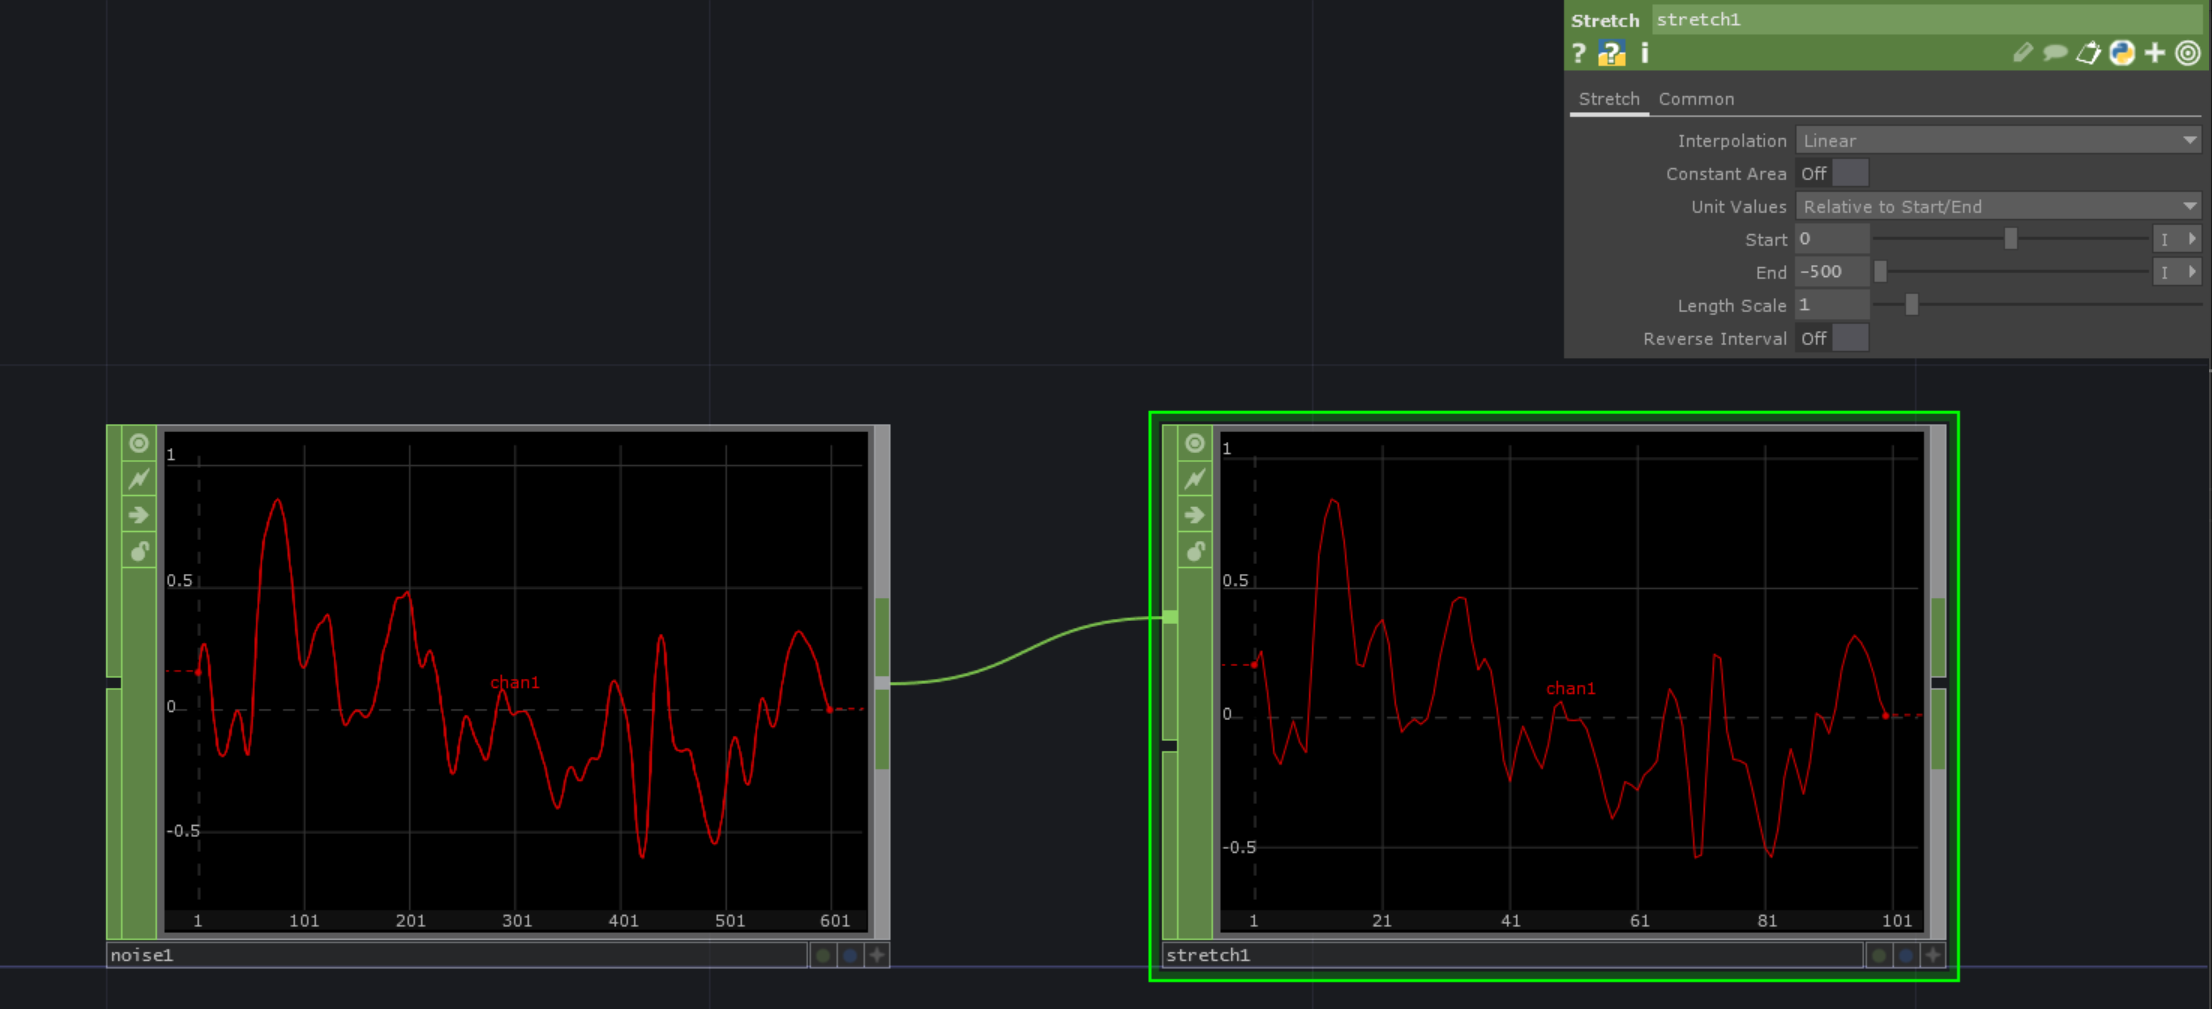 Stretch stretch1
? ? i
Stretch Common
Interpolation Linear
Constant Area Off
Unit Values Relative to Start/End
Start 0 I
End -500 I
Length Scale 1
Reverse Interval Off
1
0.5
0
-0.5
chan1
1 101 201 301 401 501 601
noise1
1
0.5
0
-0.5
chan1
1 21 41 61 81 101
stretch1